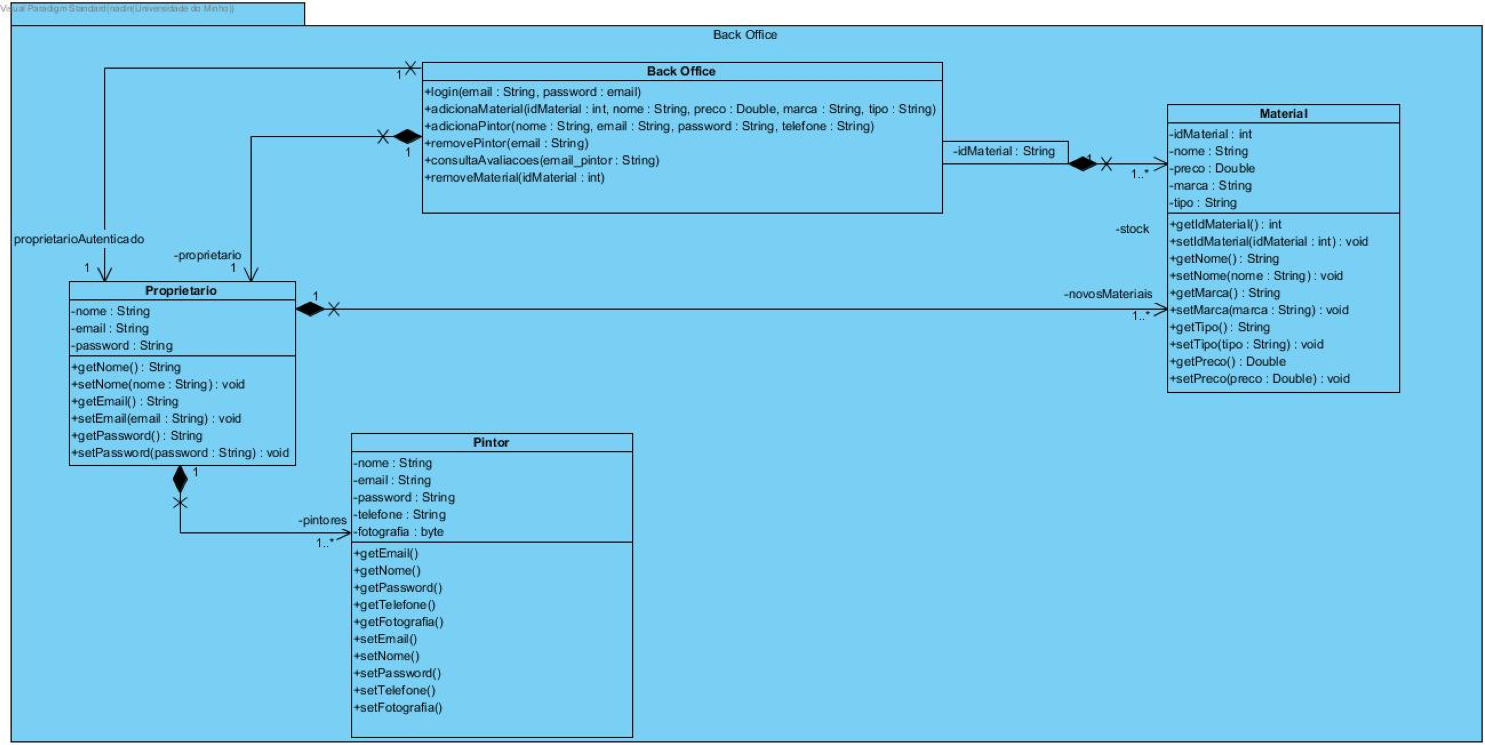 Visual Paradigm Standard(nadin(Universidade do Minho))
Back Office
Back Office
+login(email : String, password : email)
+adicionaMaterial(idMaterial : int, nome : String, preco : Double, marca : String, tipo : String)
+adicionaPintor(nome : String, email : String, password : String, telefone : String)
+removePintor(email : String)
+consultaAvaliacoes(email_pintor : String)
+removeMaterial(idMaterial : int)
1
1
-idMaterial : String
1
1..*
-stock
Material
-idMaterial : int
-nome : String
-preco : Double
-marca : String
-tipo : String
+getIdMaterial() : int
+setIdMaterial(idMaterial : int) : void
+getNome() : String
+setNome(nome : String) : void
+getMarca() : String
+setMarca(marca : String) : void
+getTipo() : String
+setTipo(tipo : String) : void
+getPreco() : Double
+setPreco(preco : Double) : void
proprietarioAutenticado
1
-proprietario
1
Proprietario
-nome : String
-email : String
-password : String
+getNome() : String
+setNome(nome : String) : void
+getEmail() : String
+setEmail(email : String) : void
+getPassword() : String
+setPassword(password : String) : void
1
-novosMateriais
1..*
1
-pintores
1..*
Pintor
-nome : String
-email : String
-password : String
-telefone : String
-fotografia : byte
+getEmail()
+getNome()
+getPassword()
+getTelefone()
+getFotografia()
+setEmail()
+setNome()
+setPassword()
+setTelefone()
+setFotografia()